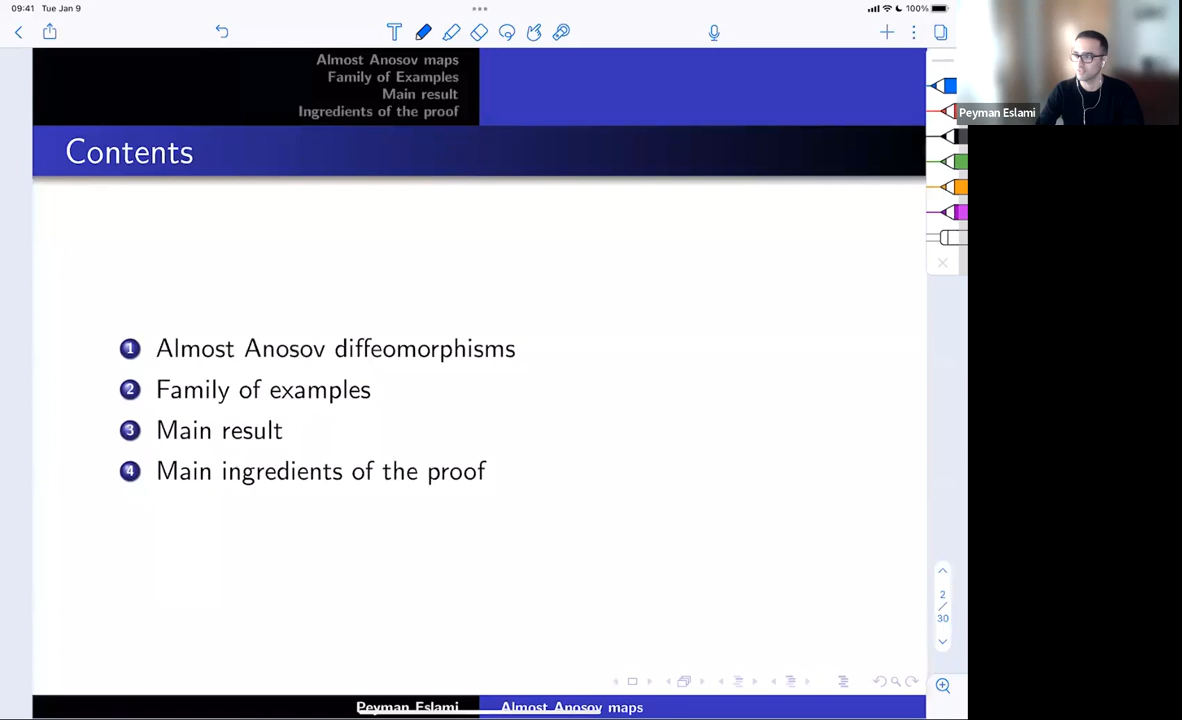 09:41 Tue Jan 9
100%
Almost Anosov maps
Family of Examples
Main result
Ingredients of the proof
Peyman Eslami
Contents
1 Almost Anosov diffeomorphisms
2 Family of examples
3 Main result
4 Main ingredients of the proof
2
/
30
Peyman Eslami Almost Anosov maps